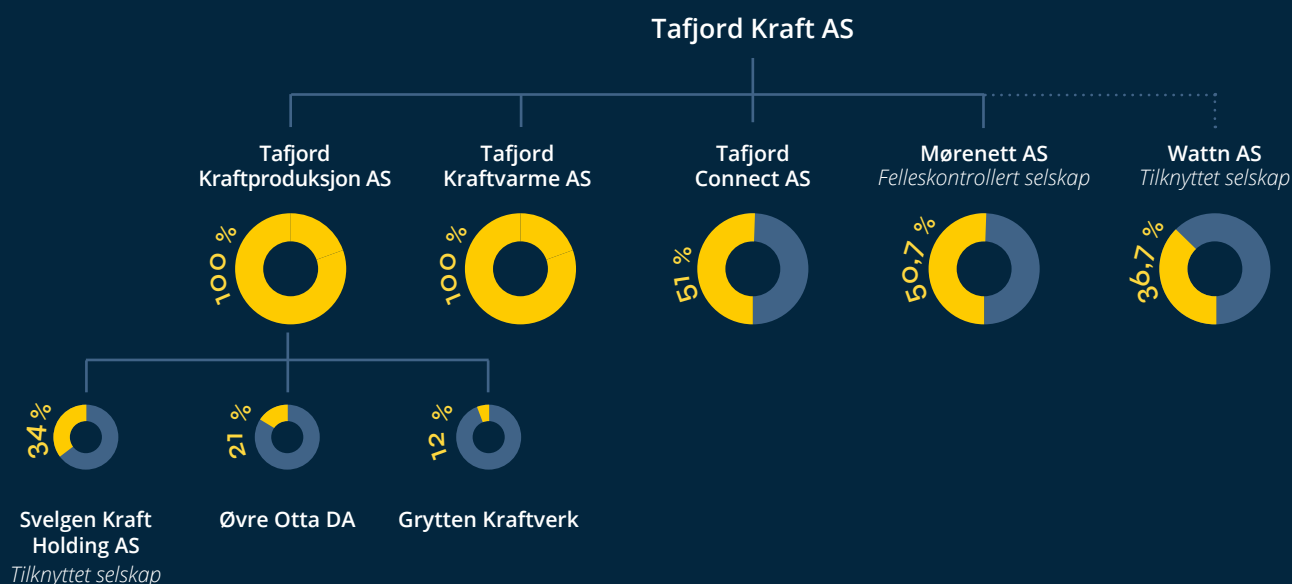 Tafjord Kraft AS
Tafjord
Kraftproduksjon AS
100 %
Tafjord
Kraftvarme AS
100 %
Tafjord
Connect AS
51 %
Mørenett AS
Felleskontrollert selskap
50,7 %
Wattn AS
Tilknyttet selskap
36,7 %
34 %
Svelgen Kraft
Holding AS
Tilknyttet selskap
21 %
Øvre Otta DA
12 %
Grytten Kraftverk